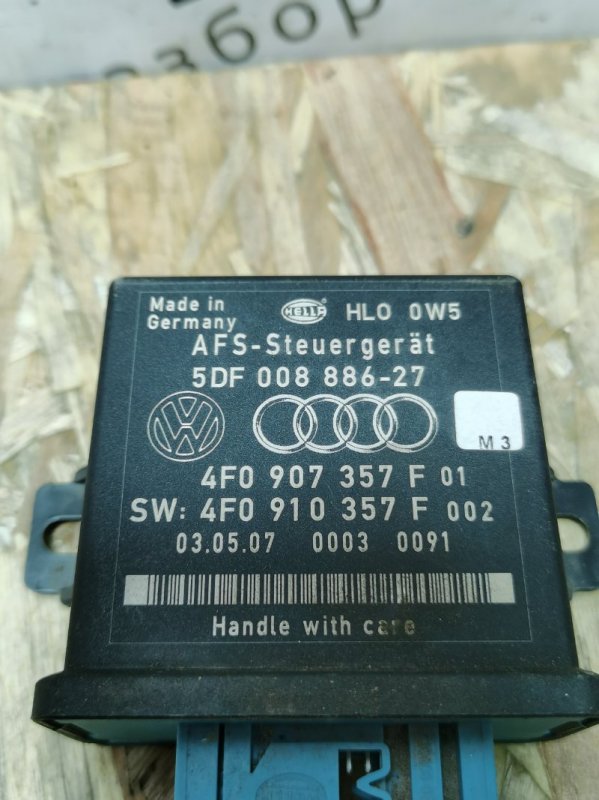 разбор
Made in
Germany
HELLA HLO 0W5
AFS-Steuergerät
5DF 008 886-27
M 3
4F0 907 357 F 01
SW: 4F0 910 357 F 002
03.05.07 0003 0091
Handle with care